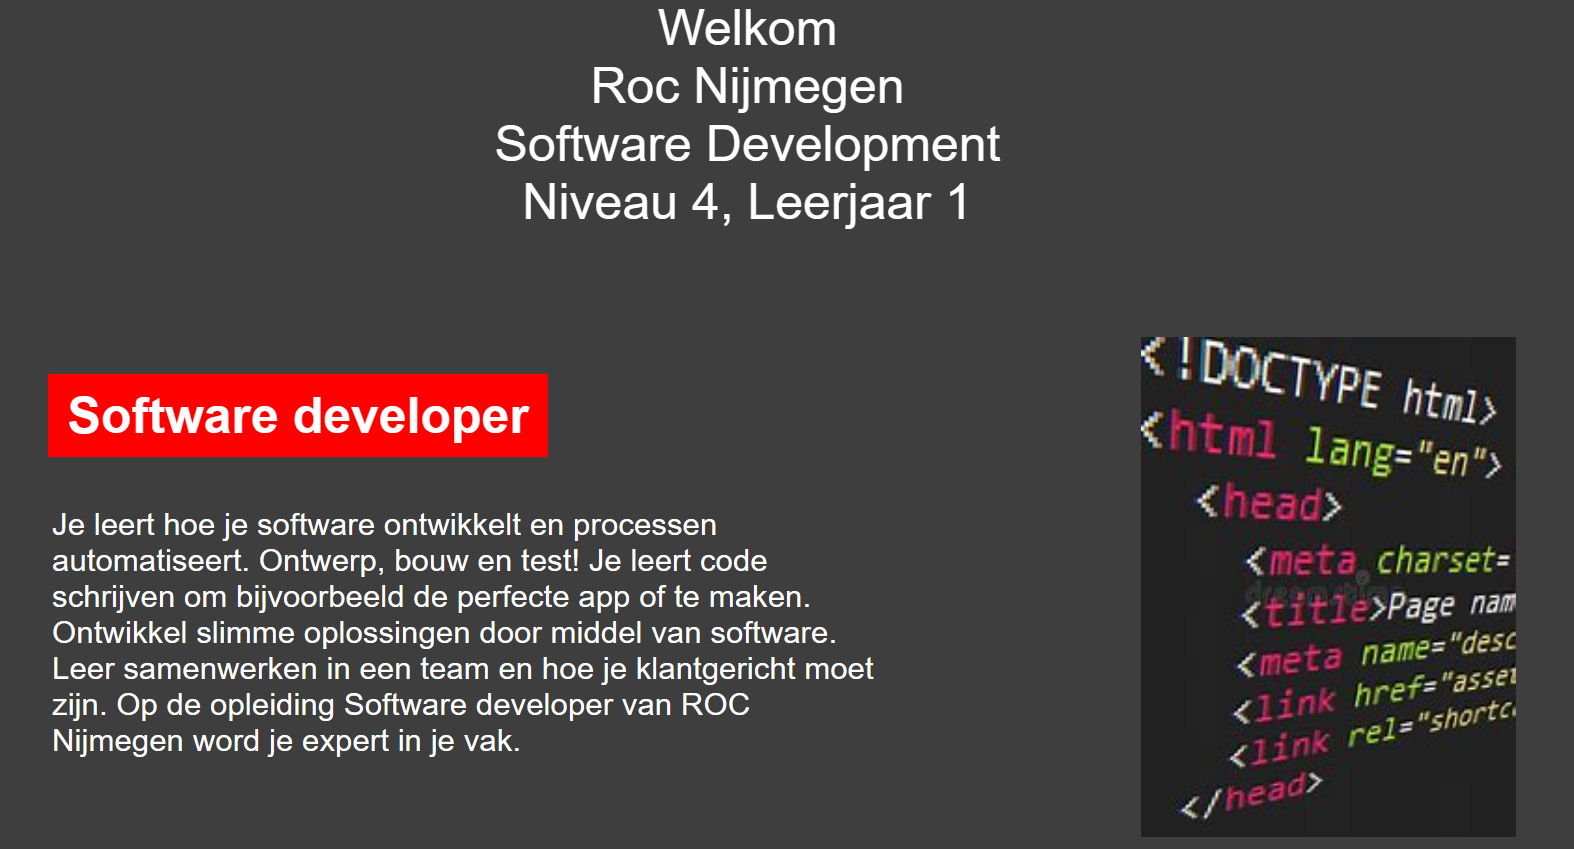 Welkom
Roc Nijmegen
Software Development
Niveau 4, Leerjaar 1
Software developer
Je leert hoe je software ontwikkelt en processen
automatiseert. Ontwerp, bouw en test! Je leert code
schrijven om bijvoorbeeld de perfecte app of te maken.
Ontwikkel slimme oplossingen door middel van software.
Leer samenwerken in een team en hoe je klantgericht moet
zijn. Op de opleiding Software developer van ROC
Nijmegen word je expert in je vak.
<!DOCTYPE html>
<html lang="en">
<head>
<meta charset=
<title>Page nam
<meta name="desc
<link href="asset
<link rel="shortc
</head>